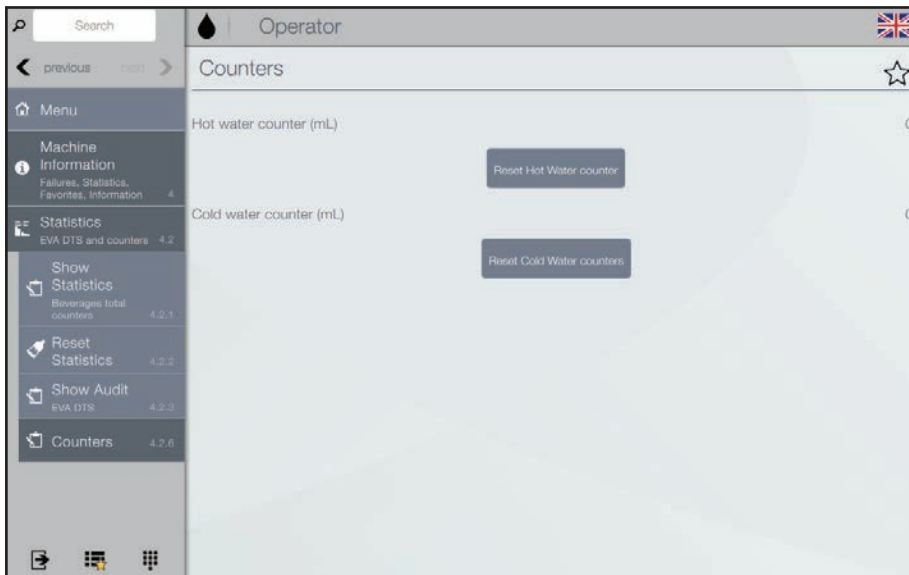 Search
Operator
previous
next
Counters
Menu
Machine
Information
Failures, Statistics,
Favorites, Information 4
Statistics
EVA DTS and counters 4.2
Show
Statistics
Beverages total
counters 4.2.1
Reset
Statistics 4.2.2
Show Audit
EVA DTS 4.2.3
Counters 4.2.6
Hot water counter (mL)
Reset Hot Water counter
Cold water counter (mL)
Reset Cold Water counters